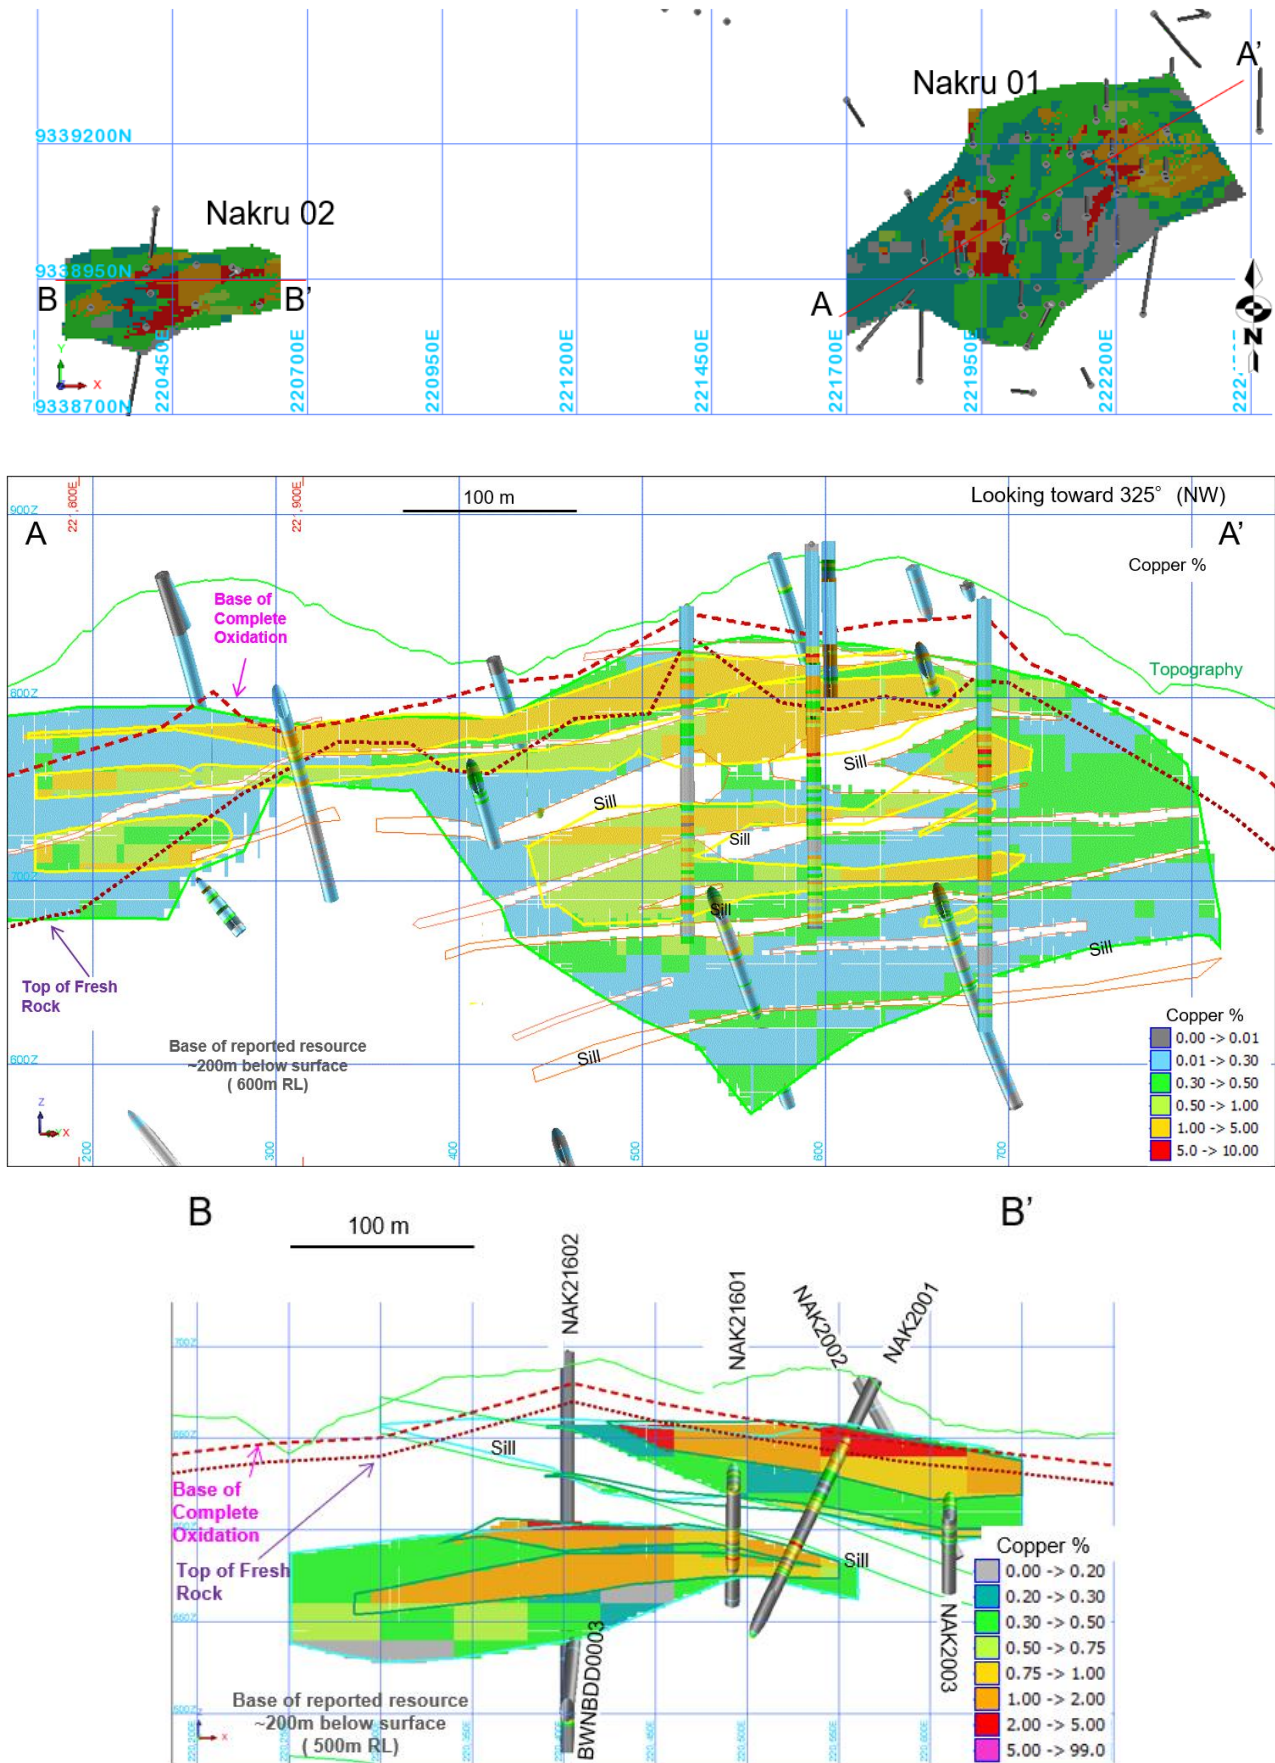 Nakru 01
A'
9339200N
Nakru 02
9338950N
B
B'
A
N
Y
X
9338700N
220450E
220700E
220950E
221200E
221450E
221700E
221950E
222200E
100 m
Looking toward 325° (NW)
900Z
221,800E
221,900
A
A'
Copper %
Base of
Complete
Oxidation
Topography
800Z
Sill
Sill
Sill
700Z
Sill
Sill
Top of Fresh
Rock
Base of reported resource
~200m below surface
( 600m RL)
600Z
Sill
Copper %
0.00 -> 0.01
0.01 -> 0.30
0.30 -> 0.50
0.50 -> 1.00
1.00 -> 5.00
5.0 -> 10.00
Z
200
300
400
500
600
700
B
B'
100 m
NAK21602
NAK21601
NAK2002
NAK2001
700Z
Sill
Base of
Complete
Oxidation
Top of Fresh
Rock
Sill
NAK2003
BWNBDD0003
Copper %
0.00 -> 0.20
0.20 -> 0.30
0.30 -> 0.50
0.50 -> 0.75
0.75 -> 1.00
1.00 -> 2.00
2.00 -> 5.00
5.00 -> 99.0
Base of reported resource
~200m below surface
( 500m RL)